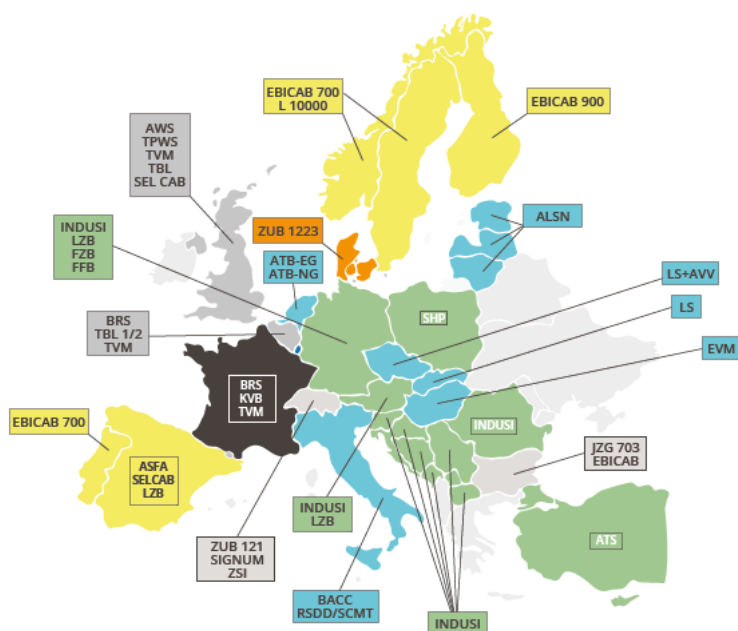 EBICAB 700
L 10000
EBICAB 900
AWS
TPWS
TVM
TBL
SEL CAB
ALSN
INDUSI
LZB
FZB
FFB
ZUB 1223
ATB-EG
ATB-NG
LS+AVV
LS
SHP
BRS
TBL 1/2
TVM
EVM
BRS
KVB
TVM
EBICAB 700
INDUSI
JZG 703
EBICAB
ASFA
SELCAB
LZB
INDUSI
LZB
ATS
ZUB 121
SIGNUM
ZSI
BACC
RSDD/SCMT
INDUSI